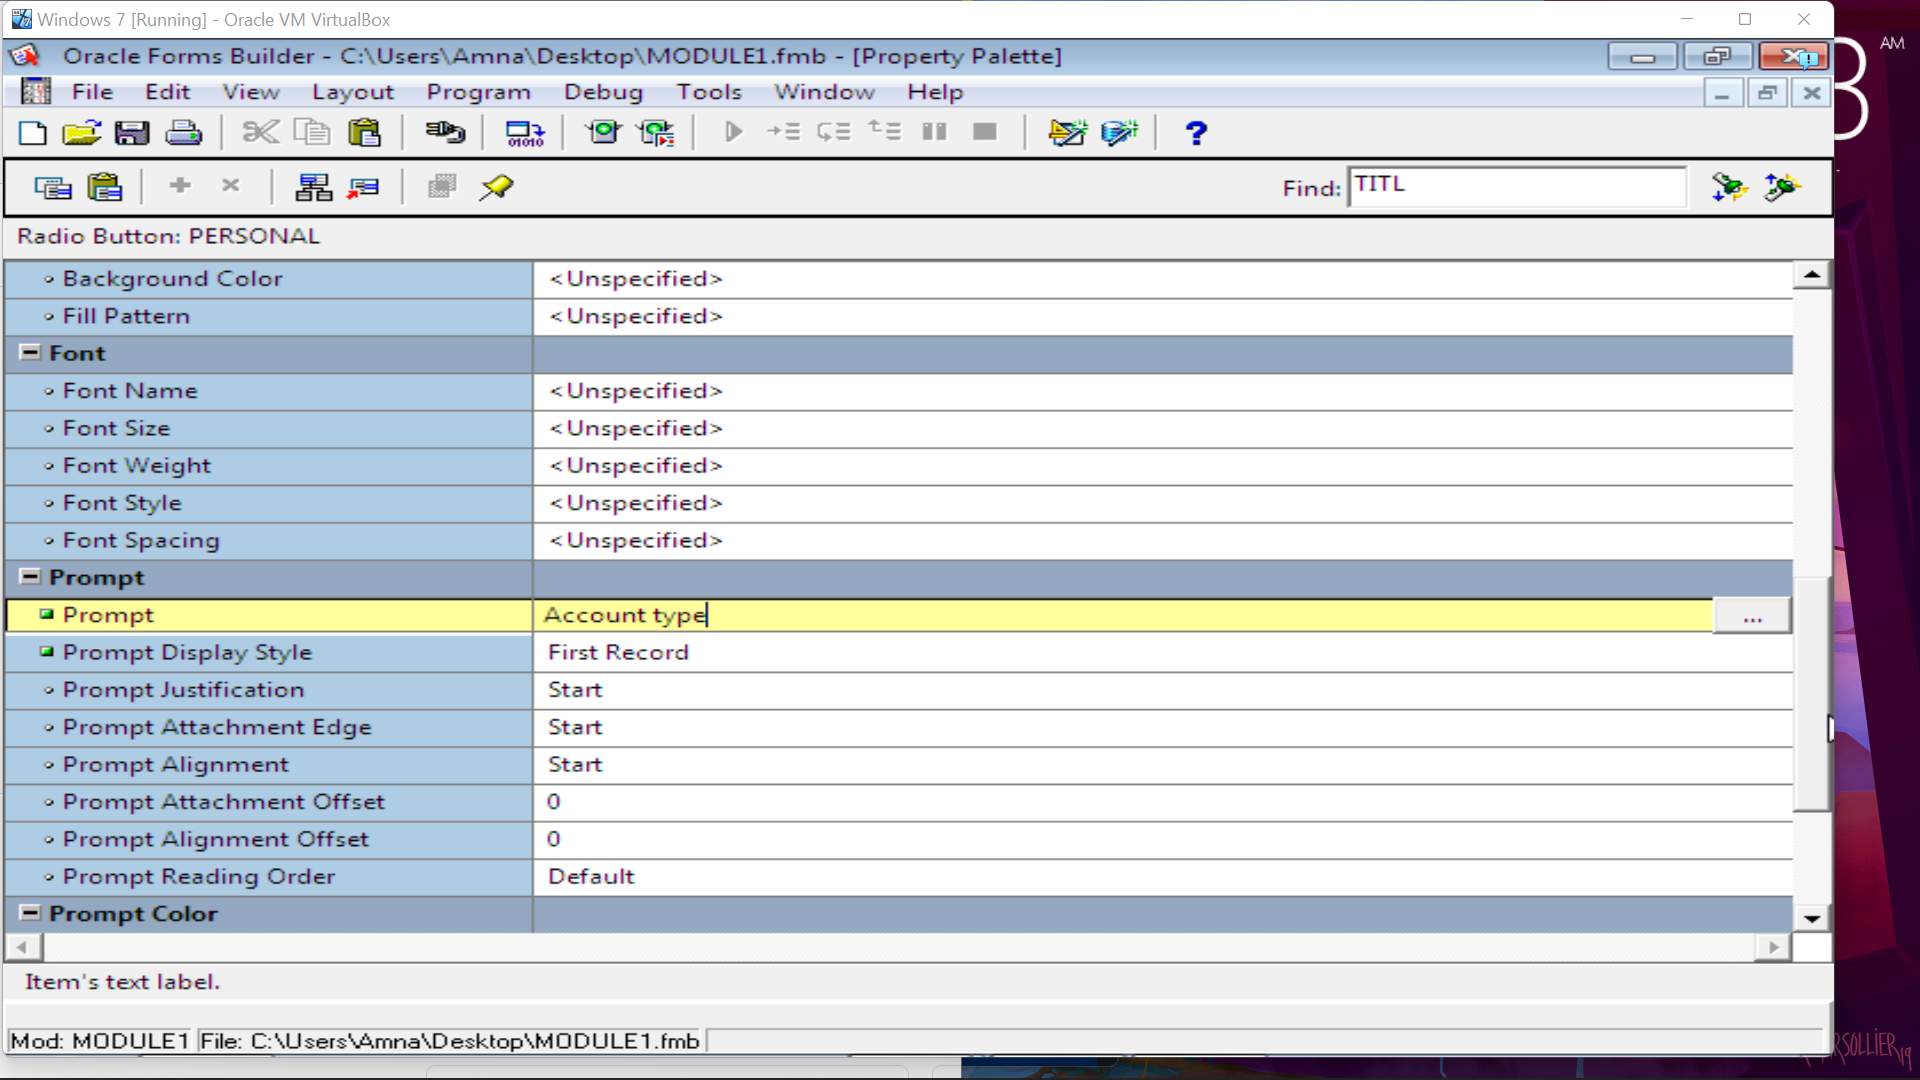 Windows 7 [Running] - Oracle VM VirtualBox
AM
Oracle Forms Builder - C:\Users\Amna\Desktop\MODULE1.fmb - [Property Palette]
File Edit View Layout Program Debug Tools Window Help
Find: TITL
Radio Button: PERSONAL
Background Color <Unspecified>
Fill Pattern <Unspecified>
Font
Font Name <Unspecified>
Font Size <Unspecified>
Font Weight <Unspecified>
Font Style <Unspecified>
Font Spacing <Unspecified>
Prompt
Prompt Account type ...
Prompt Display Style First Record
Prompt Justification Start
Prompt Attachment Edge Start
Prompt Alignment Start
Prompt Attachment Offset 0
Prompt Alignment Offset 0
Prompt Reading Order Default
Prompt Color
Item's text label.
Mod: MODULE1 File: C:\Users\Amna\Desktop\MODULE1.fmb